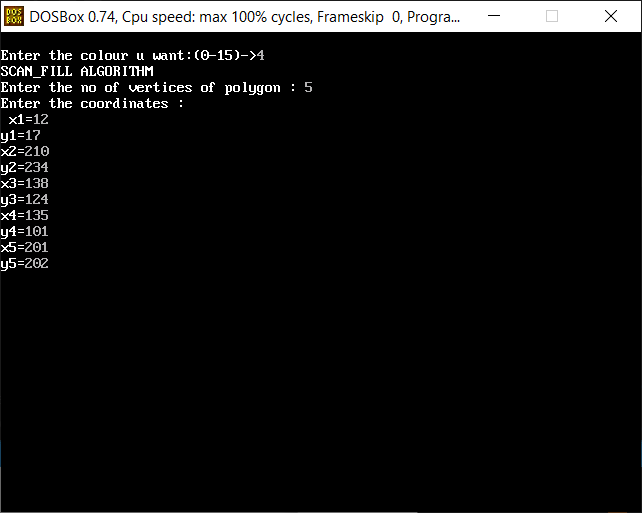 DOS
BOX
DOSBox 0.74, Cpu speed: max 100% cycles, Frameskip 0, Progra...
Enter the colour u want:(0-15)->4
SCAN_FILL ALGORITHM
Enter the no of vertices of polygon : 5
Enter the coordinates :
x1=12
y1=17
x2=210
y2=234
x3=138
y3=124
x4=135
y4=101
x5=201
y5=202